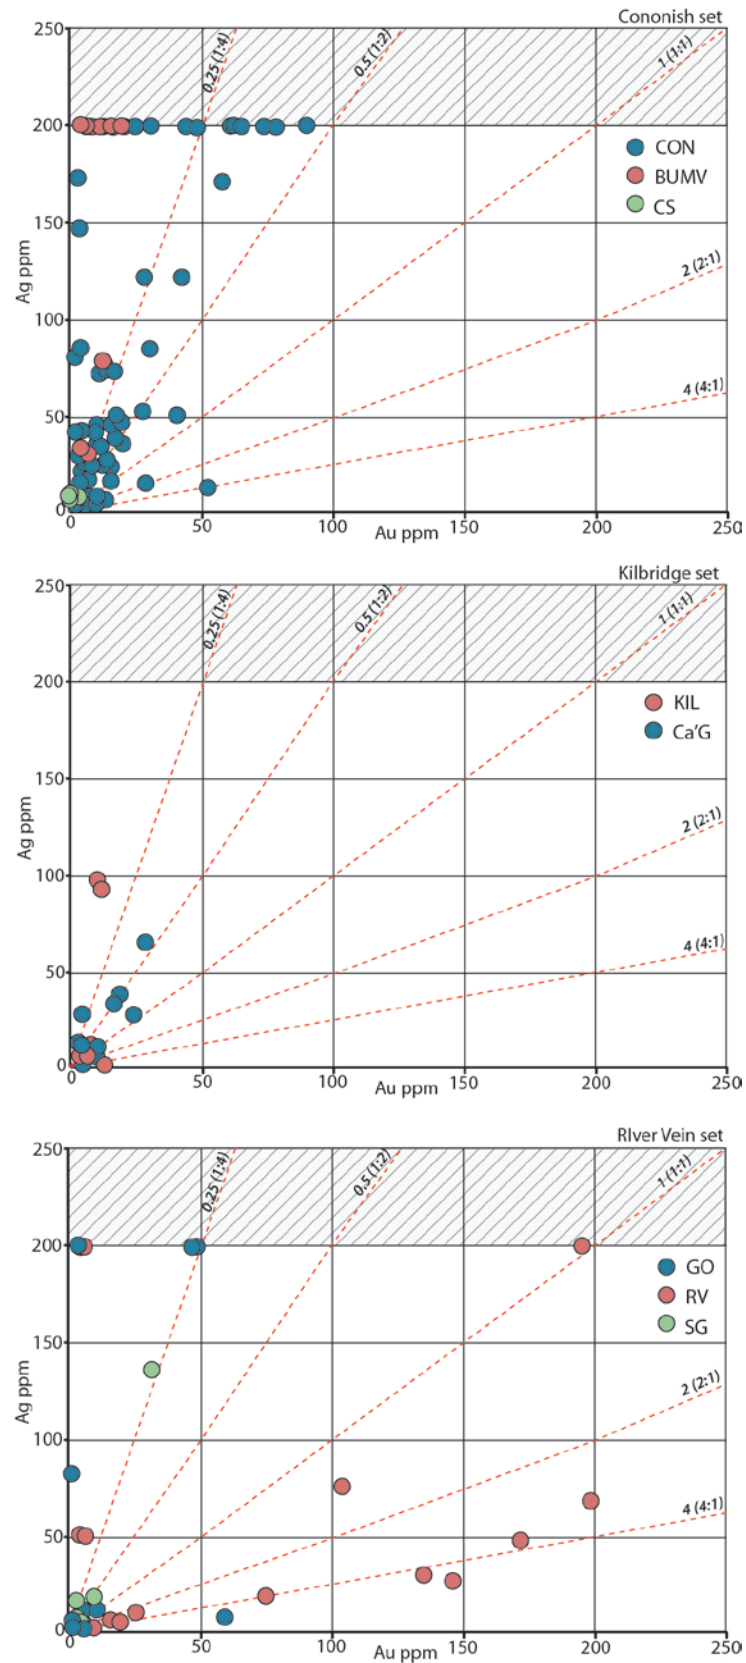 Cononish set
250
0.25 (1:4)
0.5 (1:2)
1 (1:1)
200
CON
BUMV
CS
150
2 (2:1)
100
4 (4:1)
50
0
Ag ppm
0 50 100 150 200 250
Au ppm
Kilbridge set
250
0.25 (1:4)
0.5 (1:2)
1 (1:1)
200
KIL
Ca'G
150
2 (2:1)
100
4 (4:1)
50
0
Ag ppm
0 50 100 150 200 250
Au ppm
RIver Vein set
250
0.25 (1:4)
0.5 (1:2)
1 (1:1)
200
GO
RV
SG
150
2 (2:1)
100
4 (4:1)
50
0
Ag ppm
0 50 100 150 200 250
Au ppm